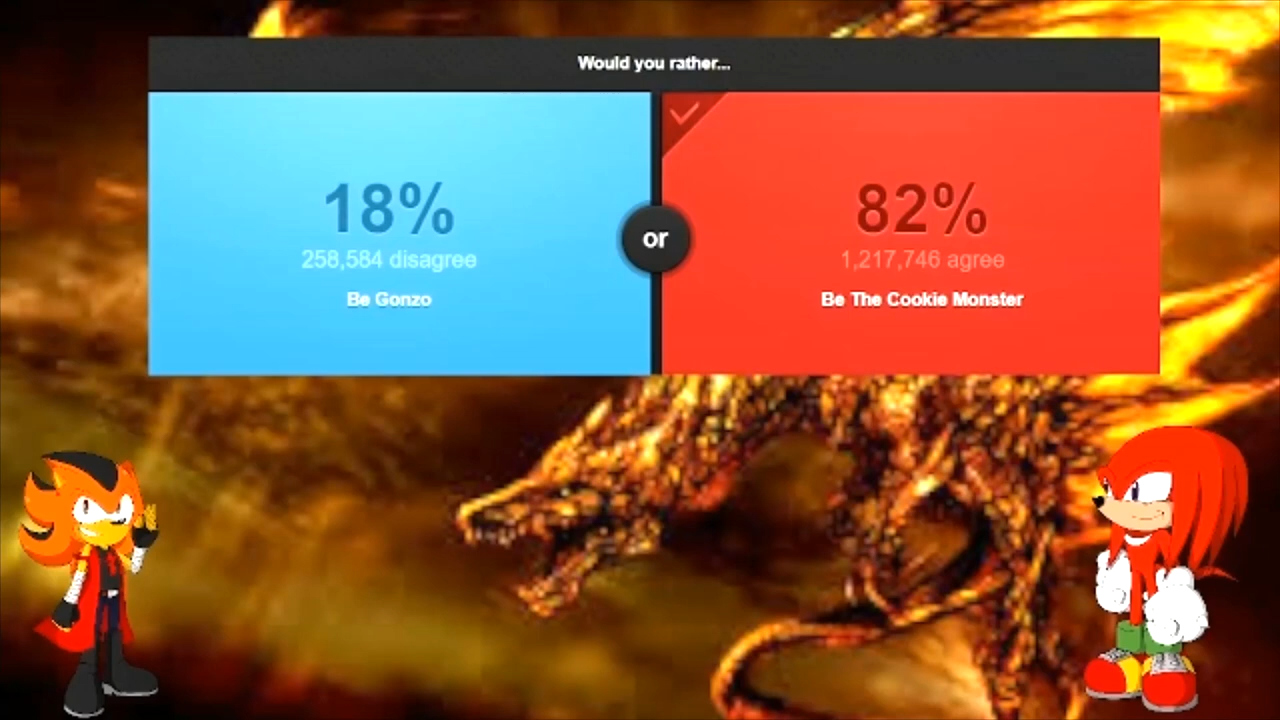 Would you rather...
18%
258,584 disagree
Be Gonzo
or
82%
1,217,746 agree
Be The Cookie Monster